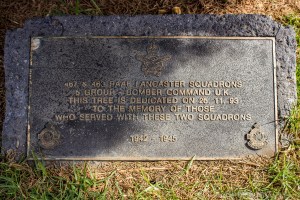 467 & 463 RAAF LANCASTER SQUADRONS
5 GROUP - BOMBER COMMAND U.K.
THIS TREE IS DEDICATED ON 26. 11. 93
TO THE MEMORY OF THOSE
WHO SERVED WITH THESE TWO SQUADRONS
1942 - 1945